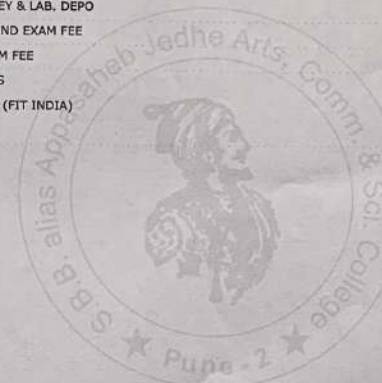 EY & LAB. DEPO
ND EXAM FEE
M FEE
S
(FIT INDIA)
S.B.B. alias Appasaheb Jedhe Arts, Comm. & Sci. College
Pune - 2